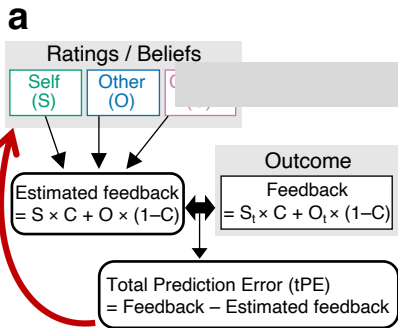 a
Ratings / Beliefs
Self
(S)
Other
(O)
Estimated feedback
= S × C + O × (1–C)
Outcome
Feedback
= Sₜ × C + Oₜ × (1–C)
Total Prediction Error (tPE)
= Feedback – Estimated feedback